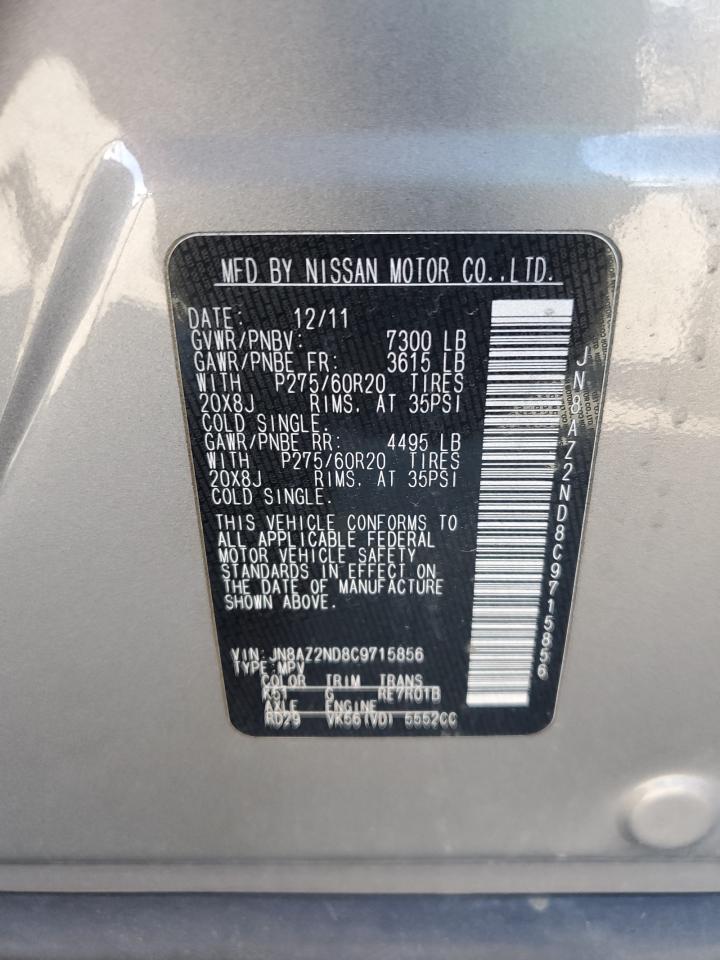 MFD BY NISSAN MOTOR CO.,LTD.
DATE: 12/11
GVWR/PNBV: 7300 LB
GAWR/PNBE FR: 3615 LB
WITH P275/60R20 TIRES
20X8J RIMS. AT 35PSI
COLD SINGLE.
GAWR/PNBE RR: 4495 LB
WITH P275/60R20 TIRES
20X8J RIMS. AT 35PSI
COLD SINGLE.
THIS VEHICLE CONFORMS TO
ALL APPLICABLE FEDERAL
MOTOR VEHICLE SAFETY
STANDARDS IN EFFECT ON
THE DATE OF MANUFACTURE
SHOWN ABOVE.
VIN: JN8AZ2ND8C9715856
TYPE:MPV
COLOR TRIM TRANS
K51 G RE7R01B
AXLE ENGINE
RD29 VK56(VD) 5552CC
JN8AZ2ND8C9715856